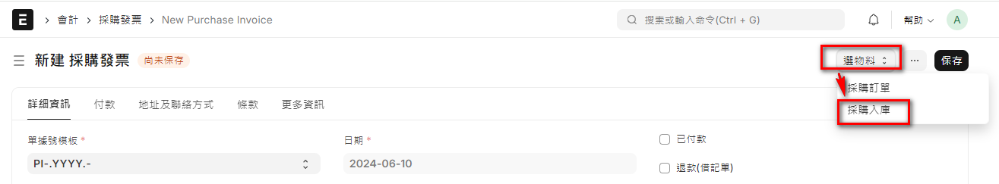 E 會計 採購發票 New Purchase Invoice 搜索或輸入命令(Ctrl + G) 幫助 A
新建 採購發票 尚未保存 選物料 ... 保存
採購訂單
採購入庫
詳細資訊 付款 地址及聯絡方式 條款 更多資訊
單據號模板 * 日期 * 已付款
PI-.YYYY.- 2024-06-10 退款(借記單)